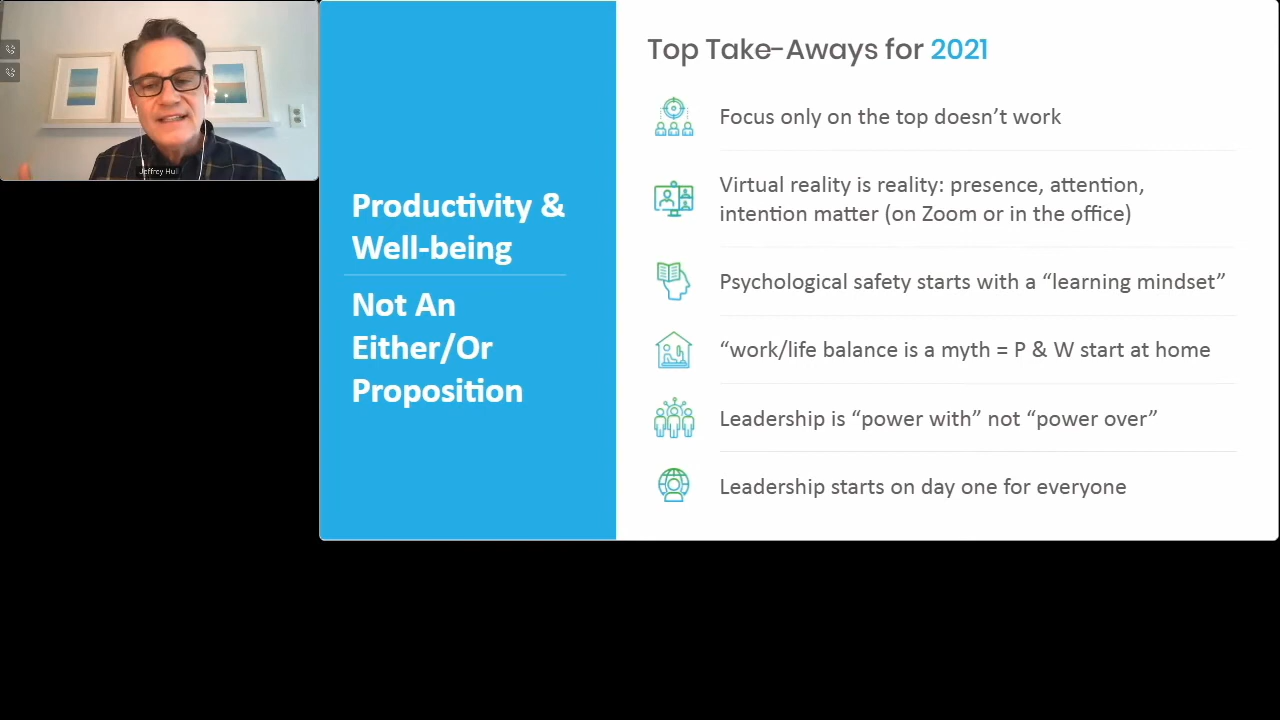 Jeffrey Hull
Productivity &
Well-being
Not An
Either/Or
Proposition
Top Take-Aways for 2021
Focus only on the top doesn’t work
Virtual reality is reality: presence, attention,
intention matter (on Zoom or in the office)
Psychological safety starts with a “learning mindset”
“work/life balance is a myth = P & W start at home
Leadership is “power with” not “power over”
Leadership starts on day one for everyone